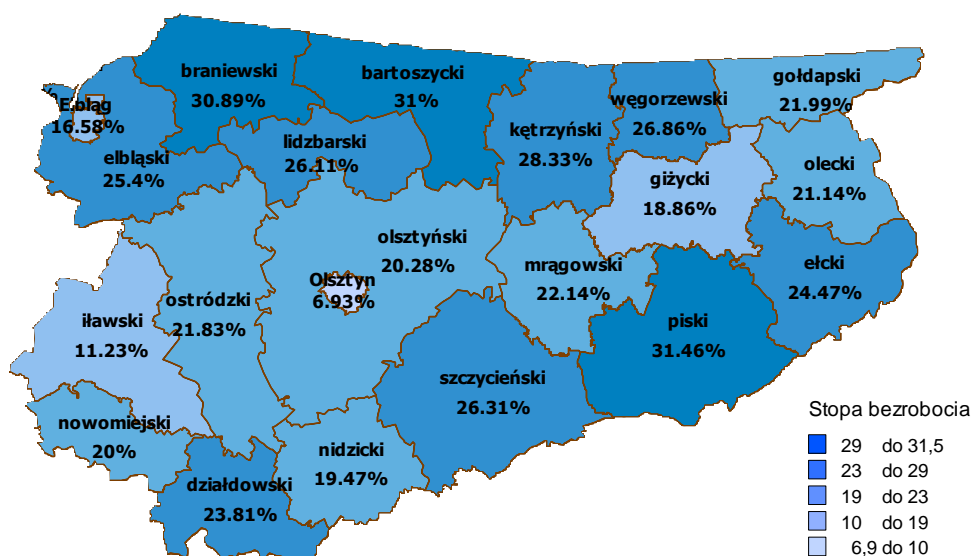 braniewski
30.89%
bartoszycki
31%
gołdapski
21.99%
E.bląg
16.58%
węgorzewski
26.86%
kętrzyński
28.33%
lidzbarski
26.11%
elbląski
25.4%
olecki
21.14%
giżycki
18.86%
olsztyński
20.28%
mrągowski
22.14%
ełcki
24.47%
Olsztyn
6.93%
ostródzki
21.83%
iławski
11.23%
piski
31.46%
szczycieński
26.31%
nowomiejski
20%
nidzicki
19.47%
działdowski
23.81%
Stopa bezrobocia
29 do 31,5
23 do 29
19 do 23
10 do 19
6,9 do 10